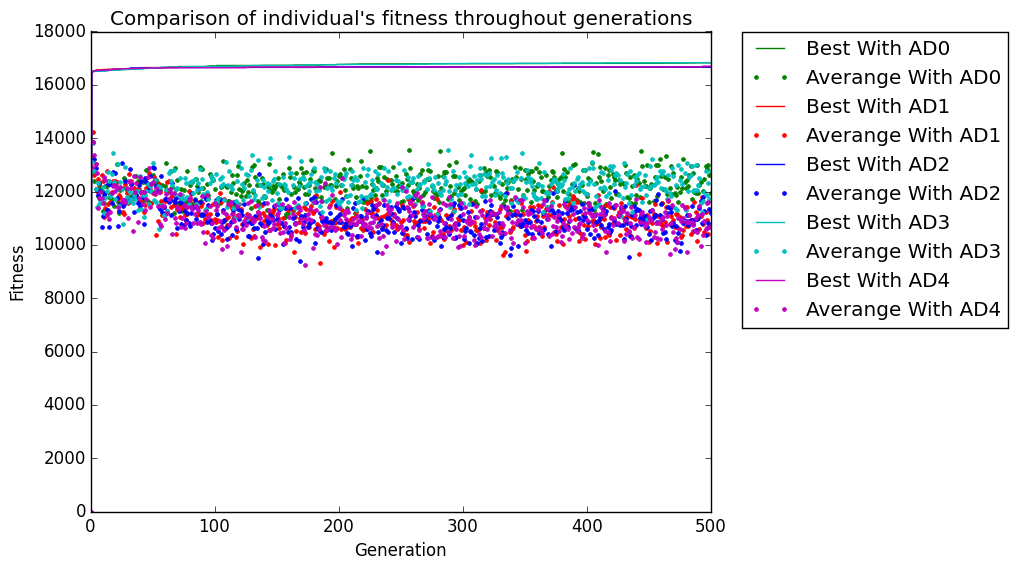 Comparison of individual's fitness throughout generations
18000
16000
14000
12000
10000
8000
6000
4000
2000
0
Fitness
0 100 200 300 400 500
Generation
Best With AD0
Averange With AD0
Best With AD1
Averange With AD1
Best With AD2
Averange With AD2
Best With AD3
Averange With AD3
Best With AD4
Averange With AD4